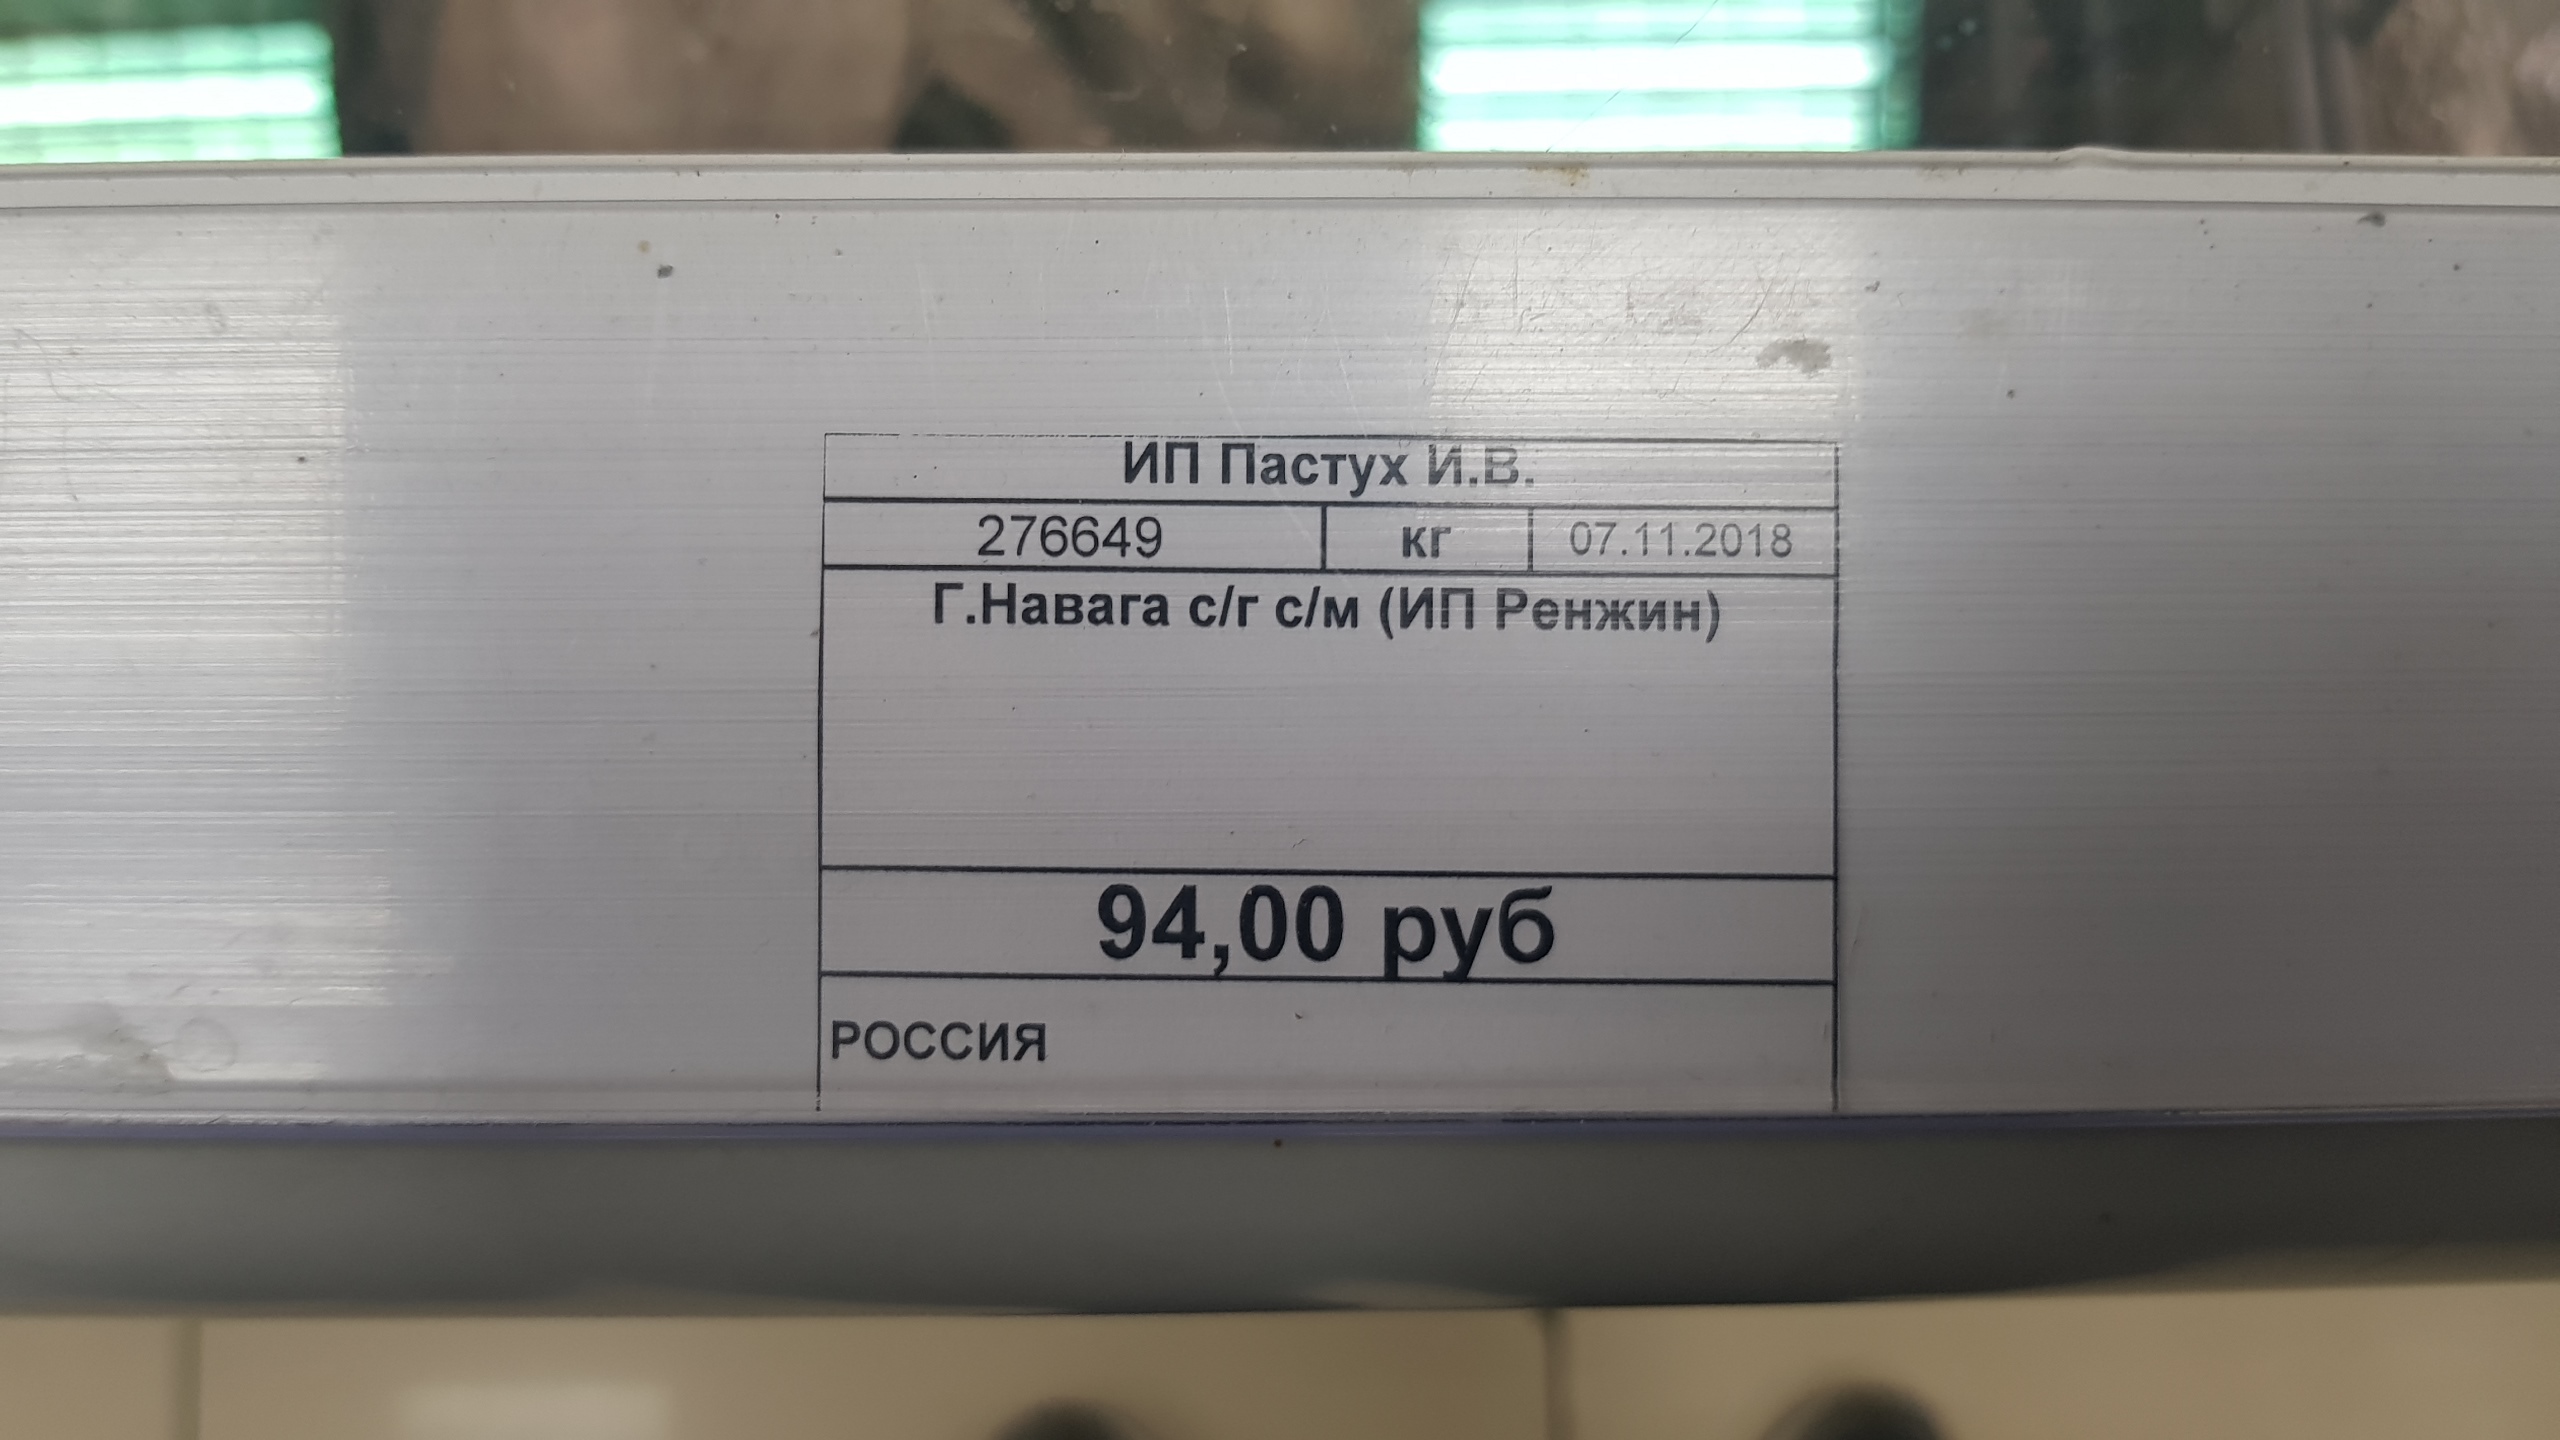 ИП Пастух И.В.
276649 кг 07.11.2018
Г.Навага с/г с/м (ИП Ренжин)
94,00 руб
РОССИЯ